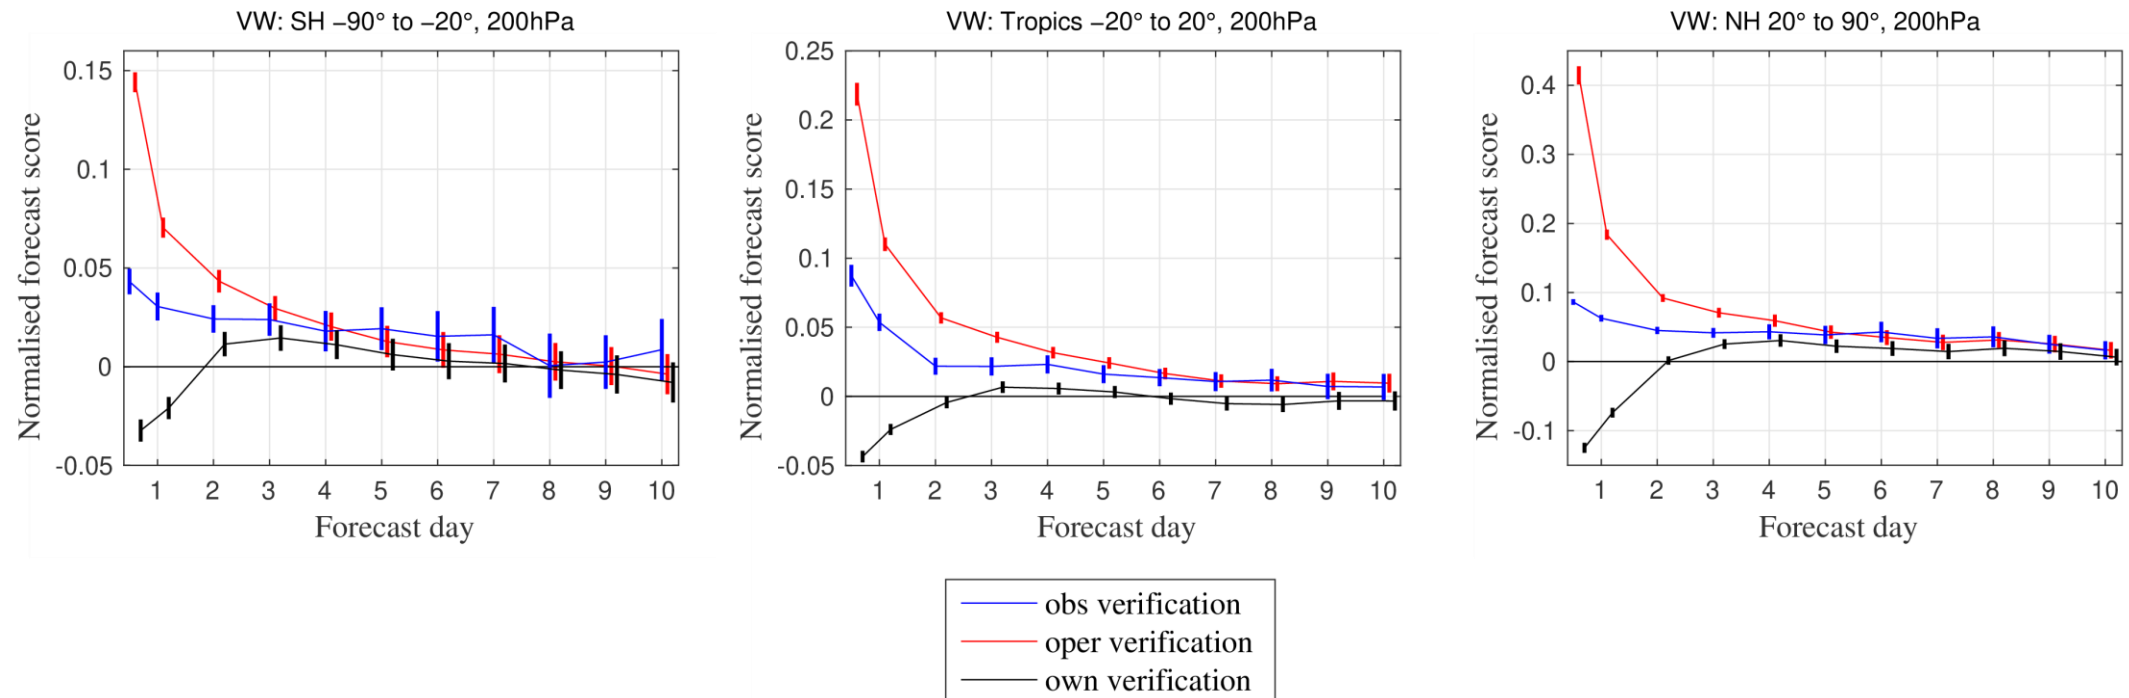 VW: SH −90° to −20°, 200hPa
0.15
0.1
0.05
0
-0.05
1 2 3 4 5 6 7 8 9 10
Normalised forecast score
Forecast day
VW: Tropics −20° to 20°, 200hPa
0.25
0.2
0.15
0.1
0.05
0
-0.05
1 2 3 4 5 6 7 8 9 10
Normalised forecast score
Forecast day
VW: NH 20° to 90°, 200hPa
0.4
0.3
0.2
0.1
0
-0.1
1 2 3 4 5 6 7 8 9 10
Normalised forecast score
Forecast day
obs verification
oper verification
own verification